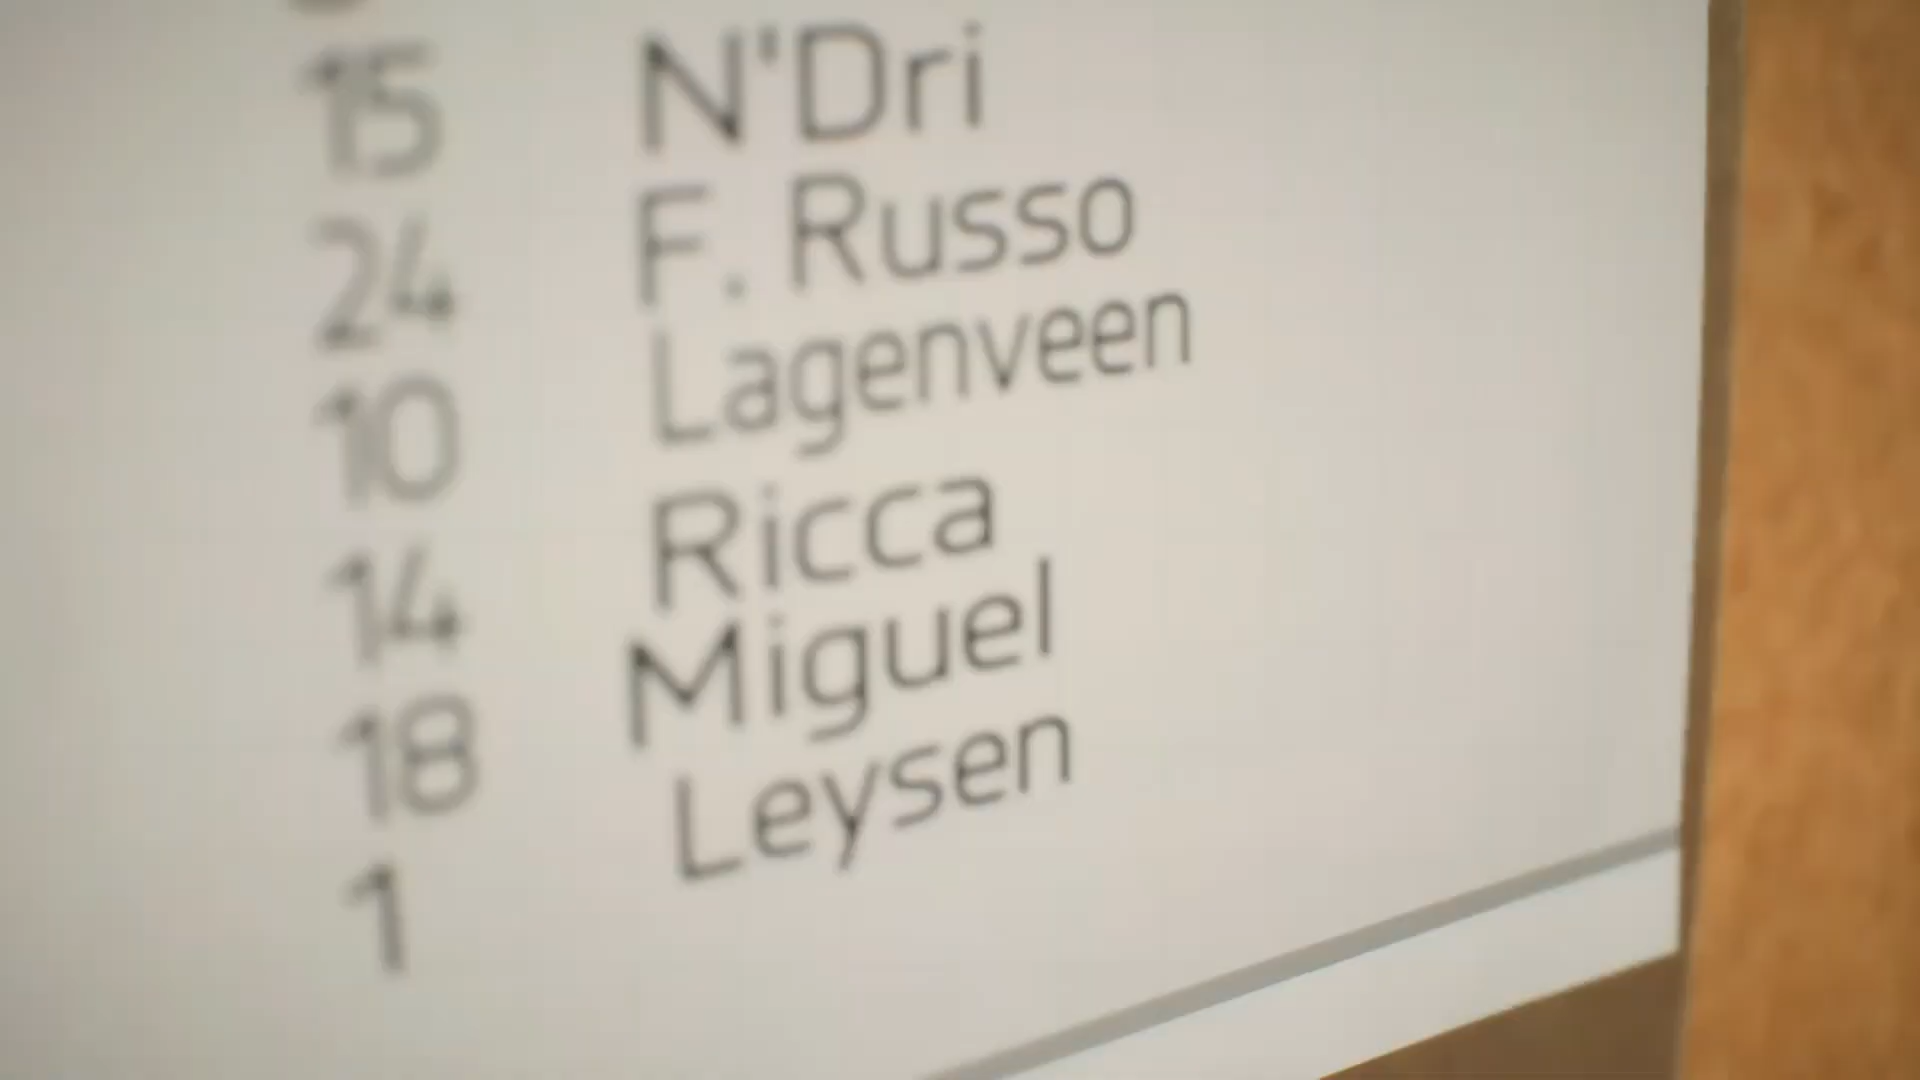 15 N'Dri
24 F. Russo
10 Lagenveen
14 Ricca
18 Miguel
1 Leysen